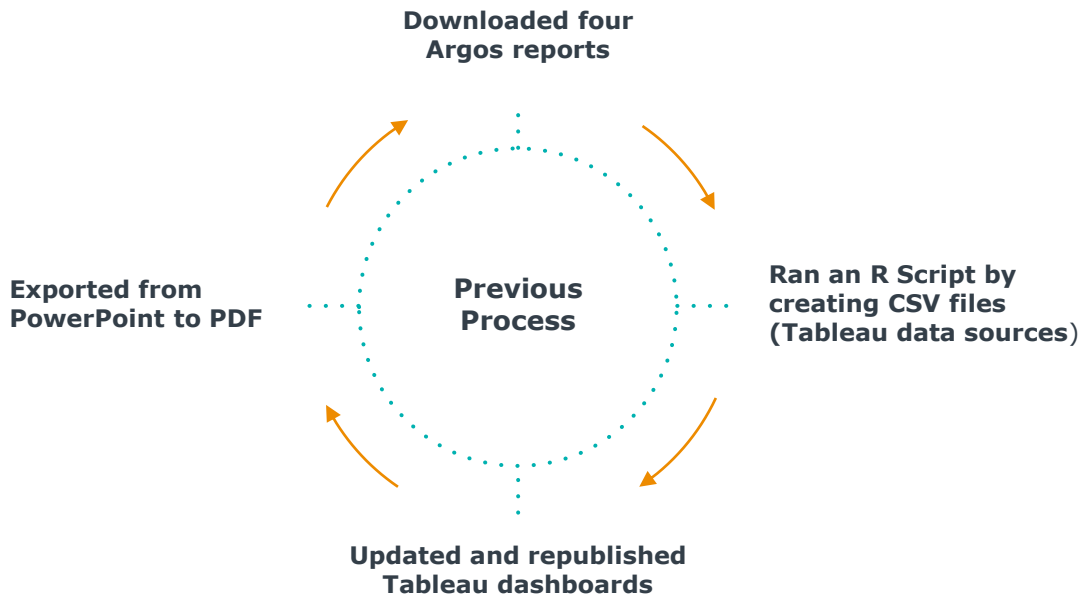 Downloaded four
Argos reports
Ran an R Script by
creating CSV files
(Tableau data sources)
Updated and republished
Tableau dashboards
Exported from
PowerPoint to PDF
Previous
Process